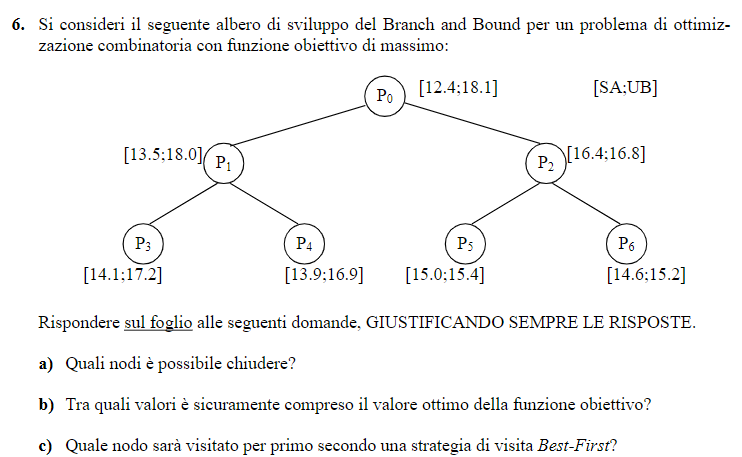 6. Si consideri il seguente albero di sviluppo del Branch and Bound per un problema di ottimiz-
zazione combinatoria con funzione obiettivo di massimo:
P0 [12.4;18.1] [SA;UB]
[13.5;18.0] P1 P2 [16.4;16.8]
P3 P4 P5 P6
[14.1;17.2] [13.9;16.9] [15.0;15.4] [14.6;15.2]
Rispondere sul foglio alle seguenti domande, GIUSTIFICANDO SEMPRE LE RISPOSTE.
a) Quali nodi è possibile chiudere?
b) Tra quali valori è sicuramente compreso il valore ottimo della funzione obiettivo?
c) Quale nodo sarà visitato per primo secondo una strategia di visita Best-First?